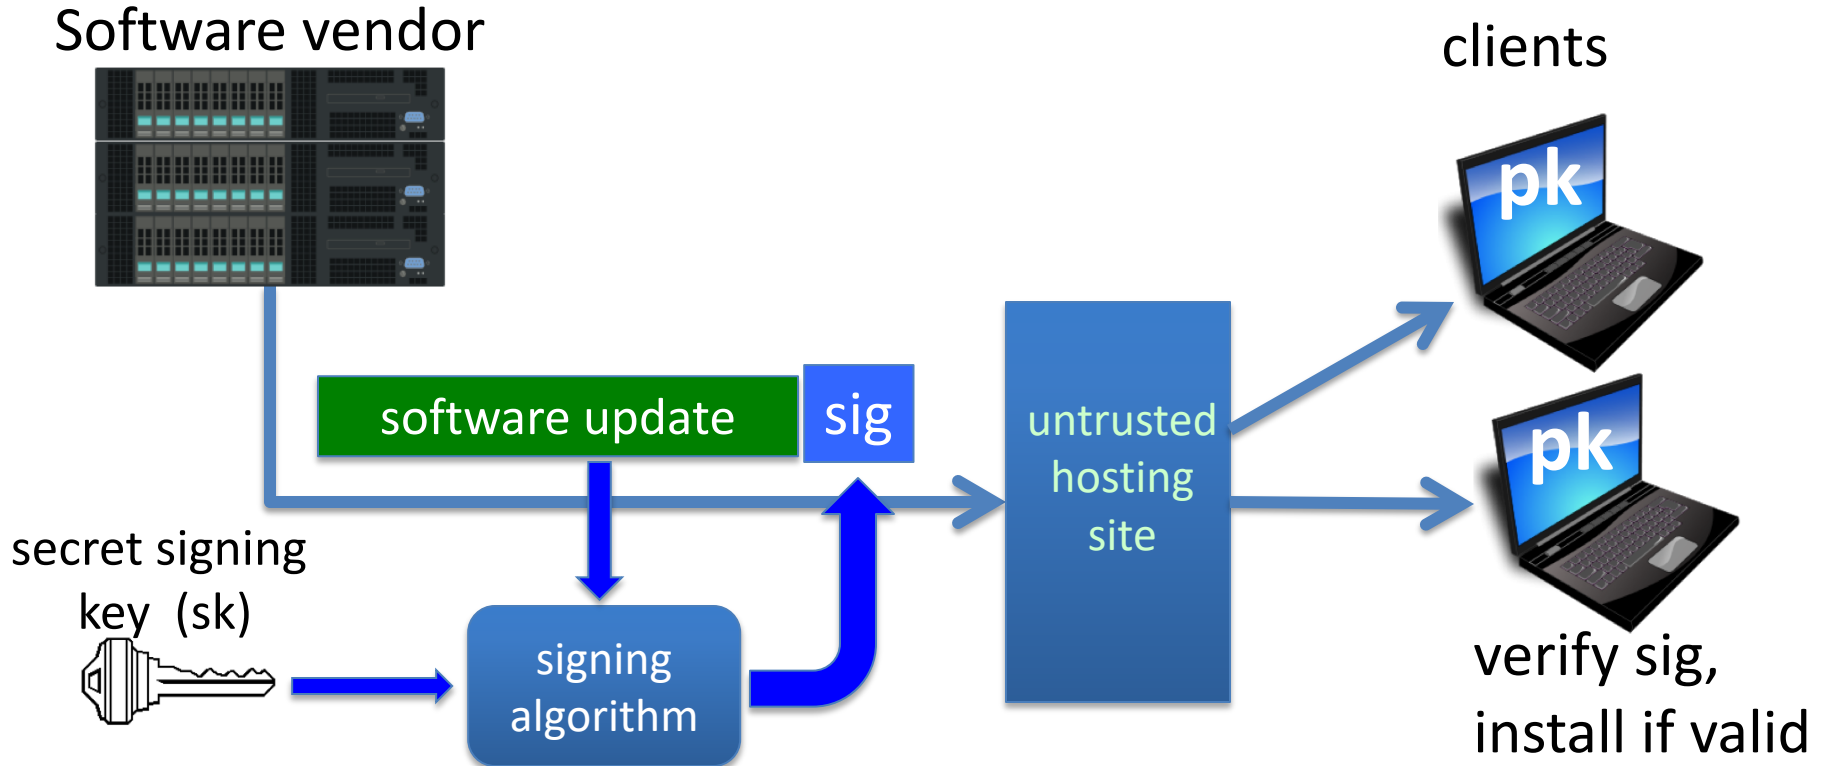 Software vendor
clients
pk
software update
sig
untrusted
hosting
site
pk
secret signing
key (sk)
signing
algorithm
verify sig,
install if valid